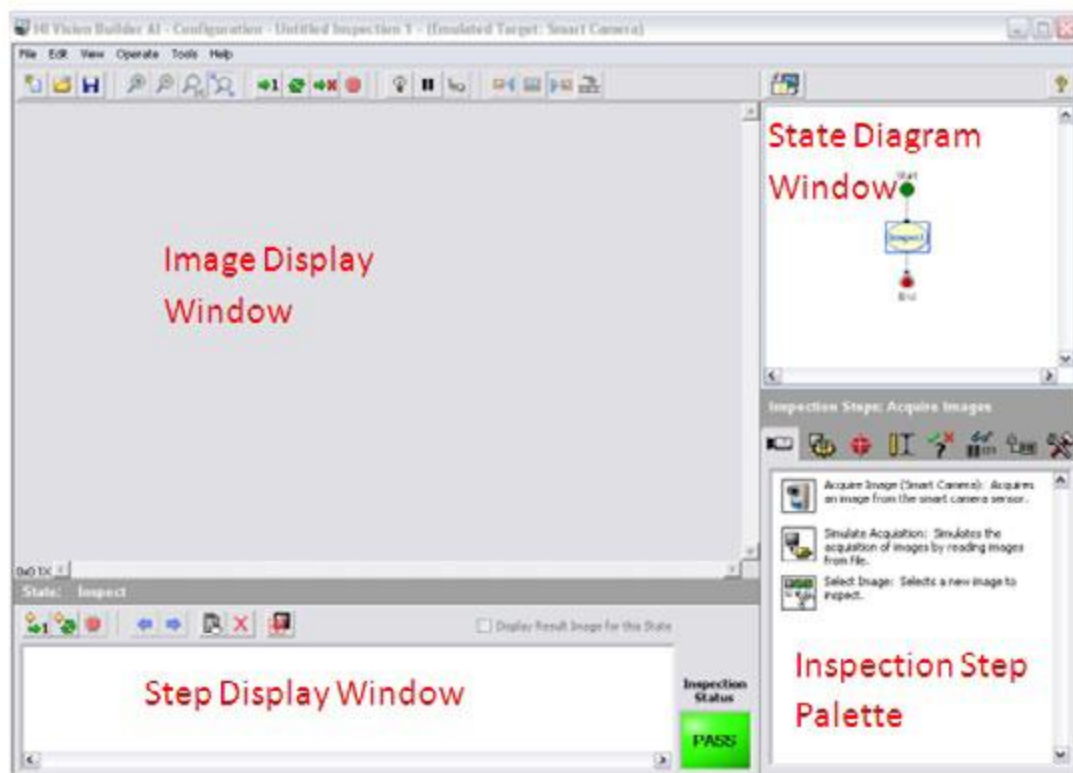 NI Vision Builder AI - Configuration - Untitled Inspection 1 - (Emulated Target: Smart Camera)
File Edit View Operate Tools Help
State Diagram
Window
Start
Inspect
End
Image Display
Window
Inspection Steps: Acquire Images
Acquire Image (Smart Camera): Acquires
an image from the smart camera sensor.
Simulate Acquisition: Simulates the
acquisition of images by reading images
from file.
Select Image: Selects a new image to
inspect.
Inspection Step
Palette
0x0 1X
State: Inspect
Display Result Image for this State
Step Display Window
Inspection
Status
PASS